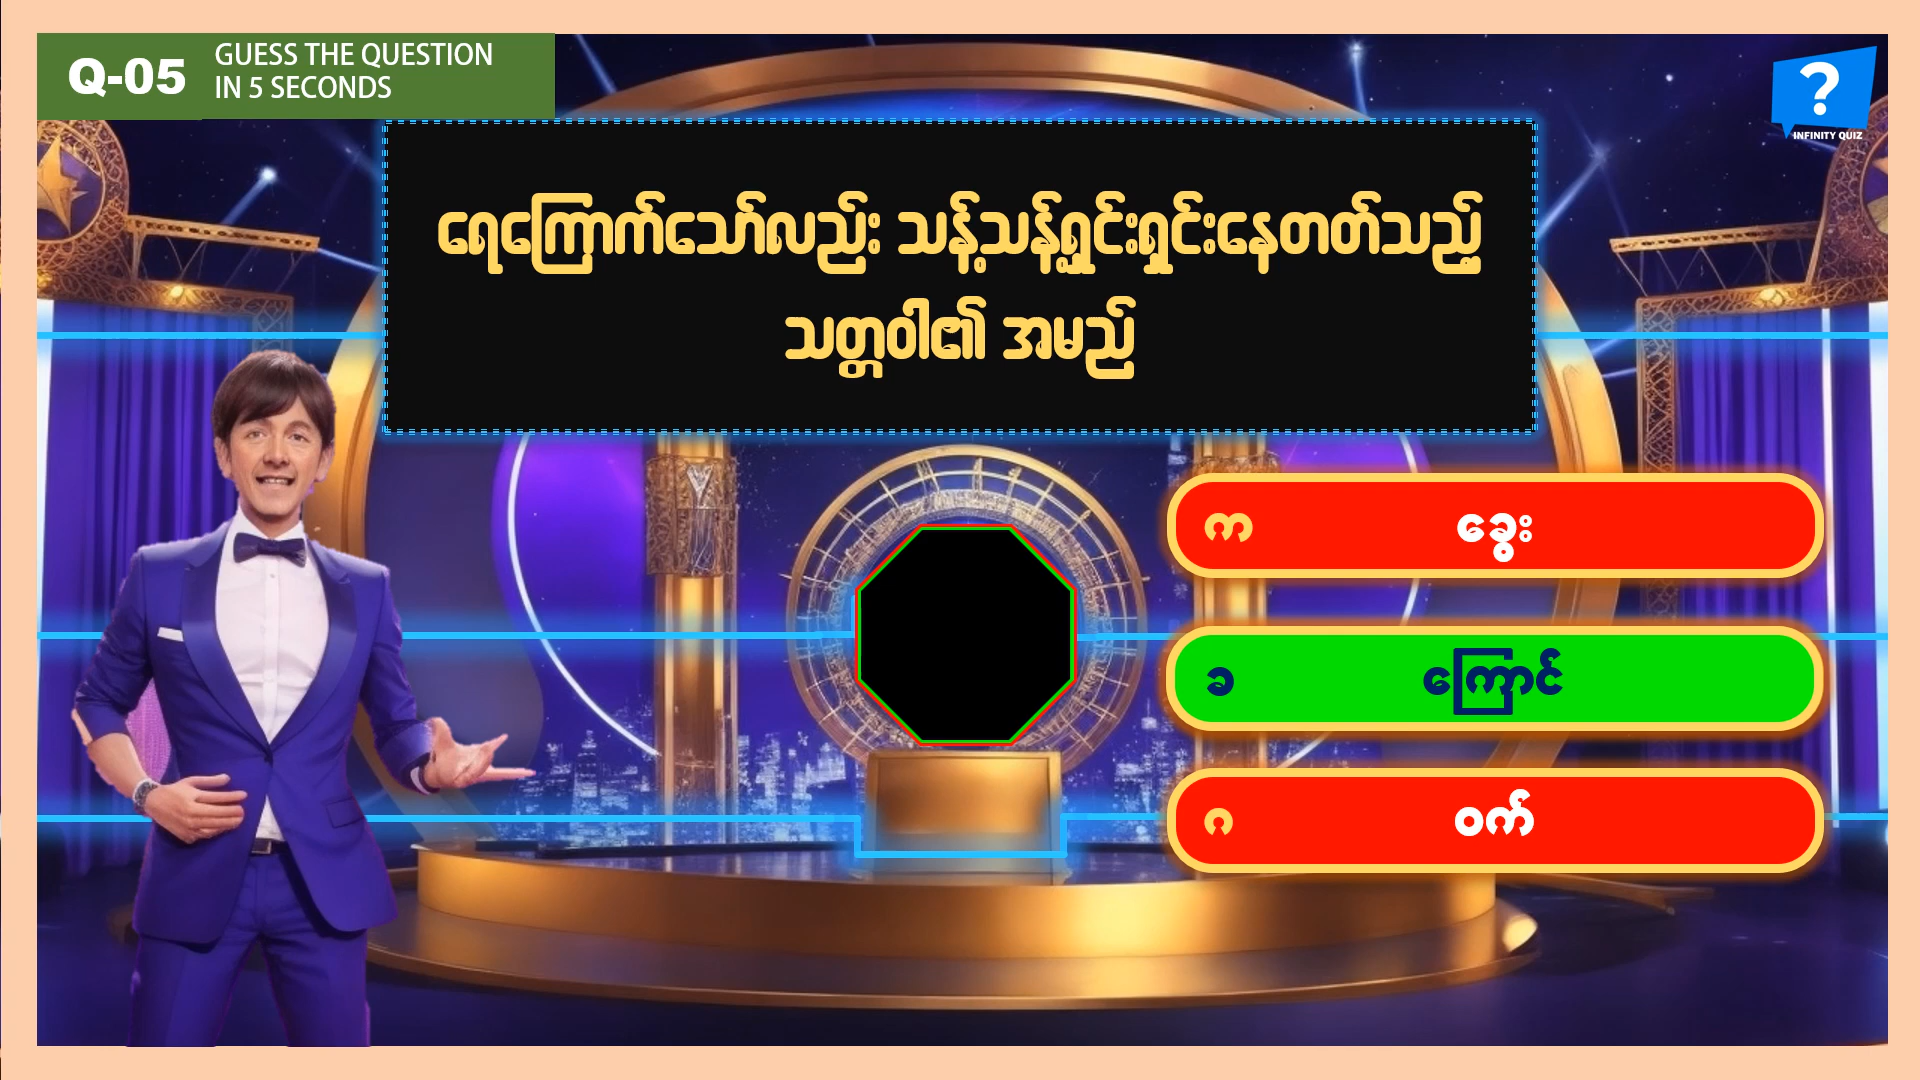 Q-05
GUESS THE QUESTION
IN 5 SECONDS
INFINITY QUIZ
ရေကြောက်သော်လည်း သန့်သန့်ရှင်းရှင်းနေတတ်သည့်
သတ္တဝါ၏ အမည်
က ခွေး
ခ ကြောင်
ဂ ဝက်